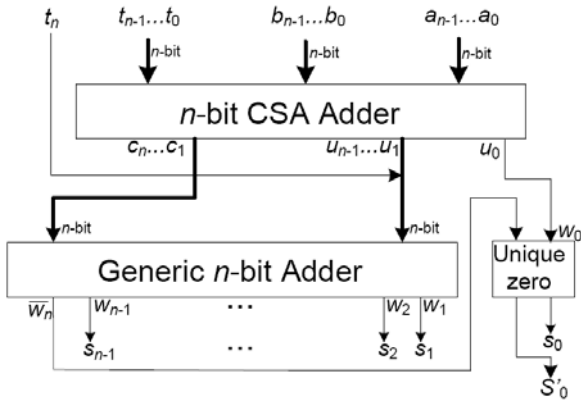 tₙ tₙ₋₁...t₀ bₙ₋₁...b₀ aₙ₋₁...a₀
n-bit n-bit n-bit
n-bit CSA Adder
cₙ...c₁ uₙ₋₁...u₁ u₀
n-bit n-bit w₀
Generic n-bit Adder
Unique
zero
w̅ₙ wₙ₋₁ ... w₂ w₁
sₙ₋₁ ... s₂ s₁ s₀
S'₀